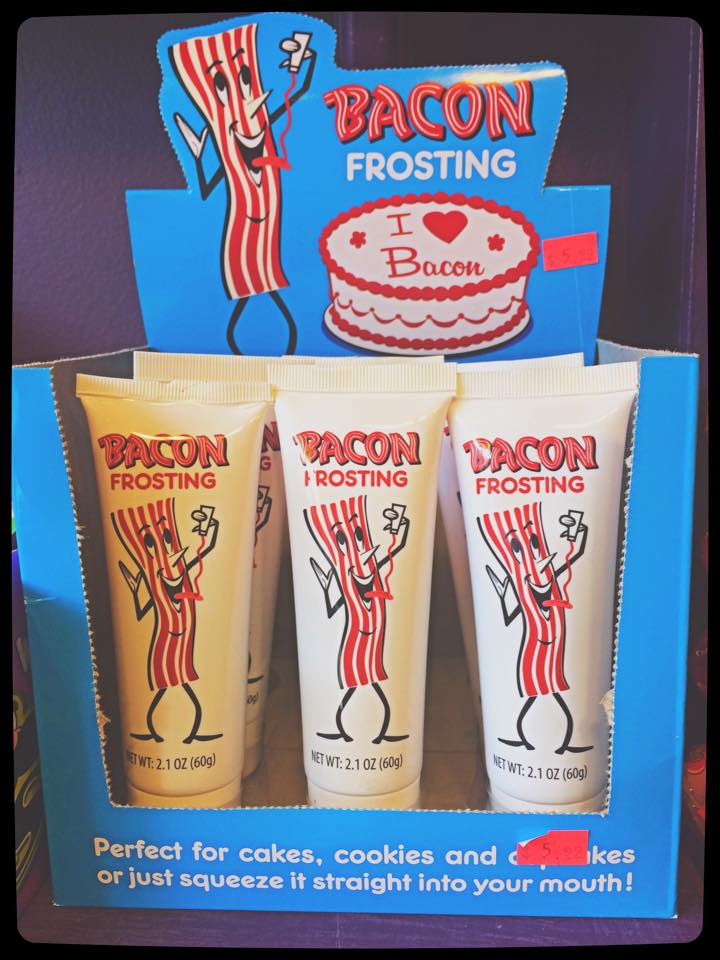 BACON
FROSTING
I ♥
Bacon
BACON
FROSTING
NET WT: 2.1 OZ (60g)
BACON
FROSTING
NET WT: 2.1 OZ (60g)
BACON
FROSTING
NET WT: 2.1 OZ (60g)
Perfect for cakes, cookies and
or just squeeze it straight into your mouth!